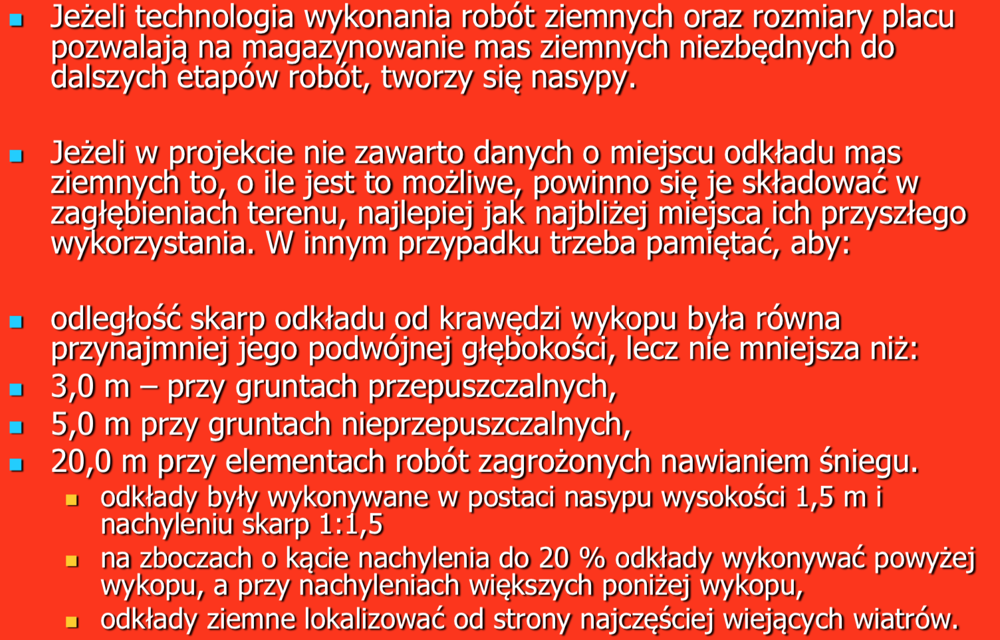 Jeżeli technologia wykonania robót ziemnych oraz rozmiary placu
pozwalają na magazynowanie mas ziemnych niezbędnych do
dalszych etapów robót, tworzy się nasypy.
Jeżeli w projekcie nie zawarto danych o miejscu odkładu mas
ziemnych to, o ile jest to możliwe, powinno się je składować w
zagłębieniach terenu, najlepiej jak najbliżej miejsca ich przyszłego
wykorzystania. W innym przypadku trzeba pamiętać, aby:
odległość skarp odkładu od krawędzi wykopu była równa
przynajmniej jego podwójnej głębokości, lecz nie mniejsza niż:
3,0 m – przy gruntach przepuszczalnych,
5,0 m przy gruntach nieprzepuszczalnych,
20,0 m przy elementach robót zagrożonych nawianiem śniegu.
odkłady były wykonywane w postaci nasypu wysokości 1,5 m i
nachyleniu skarp 1:1,5
na zboczach o kącie nachylenia do 20 % odkłady wykonywać powyżej
wykopu, a przy nachyleniach większych poniżej wykopu,
odkłady ziemne lokalizować od strony najczęściej wiejących wiatrów.